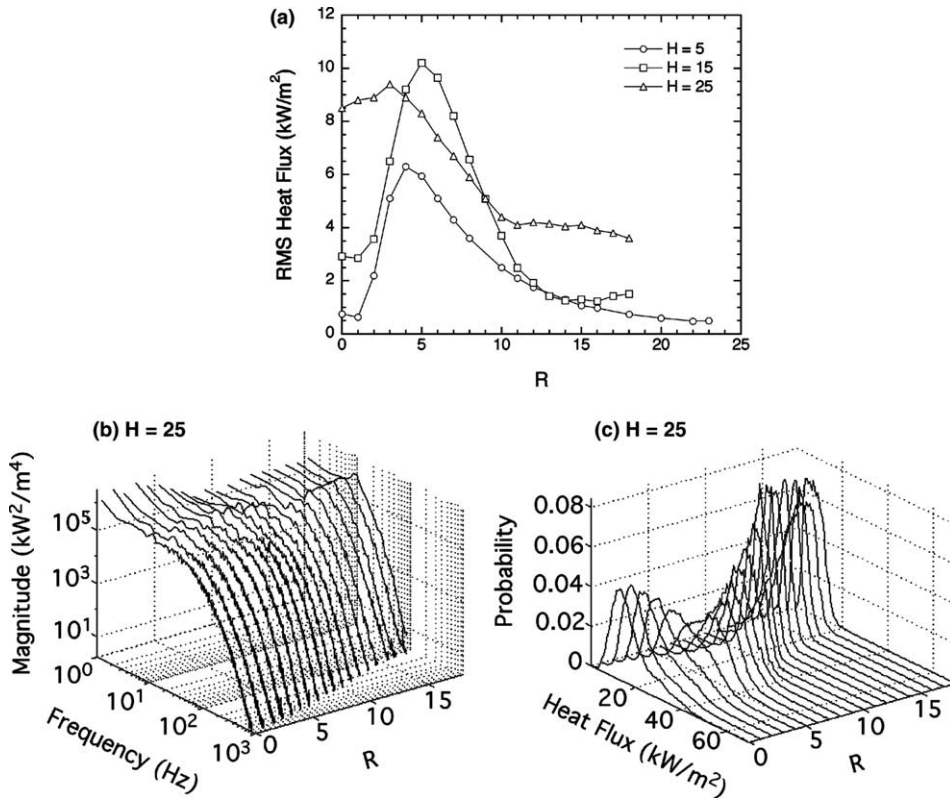 (a)
12
10
8
6
4
2
0
RMS Heat Flux (kW/m²)
H = 5
H = 15
H = 25
0 5 10 15 20 25
R
(b) H = 25
Magnitude (kW²/m⁴)
10⁵
10³
10¹
10⁰
10¹
10²
10³
Frequency (Hz)
0 5 10 15
R
(c) H = 25
Probability
0.08
0.06
0.04
0.02
0
20
40
60
Heat Flux (kW/m²)
0 5 10 15
R